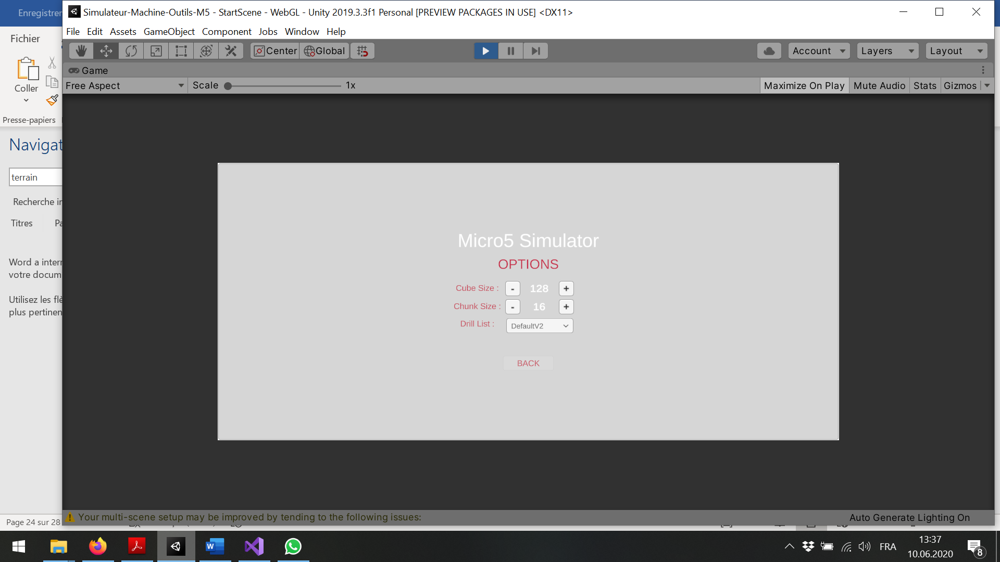 Enregistrer
Simulateur-Machine-Outils-M5 - StartScene - WebGL - Unity 2019.3.3f1 Personal [PREVIEW PACKAGES IN USE] <DX11>
Fichier
File Edit Assets GameObject Component Jobs Window Help
Center Global
Account Layers Layout
Game
Free Aspect Scale 1x Maximize On Play Mute Audio Stats Gizmos
Coller
Presse-papiers
Navigat
terrain
Recherche
Titres
Word a
votre
Utilisez les
plus
Micro5 Simulator
OPTIONS
Cube Size : - 128 +
Chunk Size : - 16 +
Drill List : DefaultV2
BACK
Your multi-scene setup may be improved by tending to the following issues:
Auto Generate Lighting On
Page 24 sur 28
FRA
13:37
10.06.2020
8